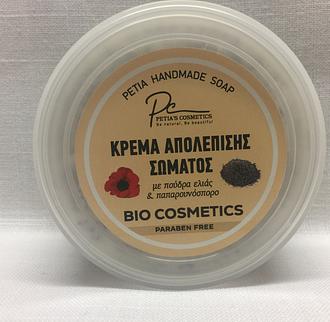 PETIA HANDMADE SOAP
Pc
PETIA'S COSMETICS
Be natural, Be beautiful
ΚΡΕΜΑ ΑΠΟΛΕΠΙΣΗΣ
ΣΩΜΑΤΟΣ
με πούδρα ελιάς
& παπαρουνόσπορο
BIO COSMETICS
PARABEN FREE